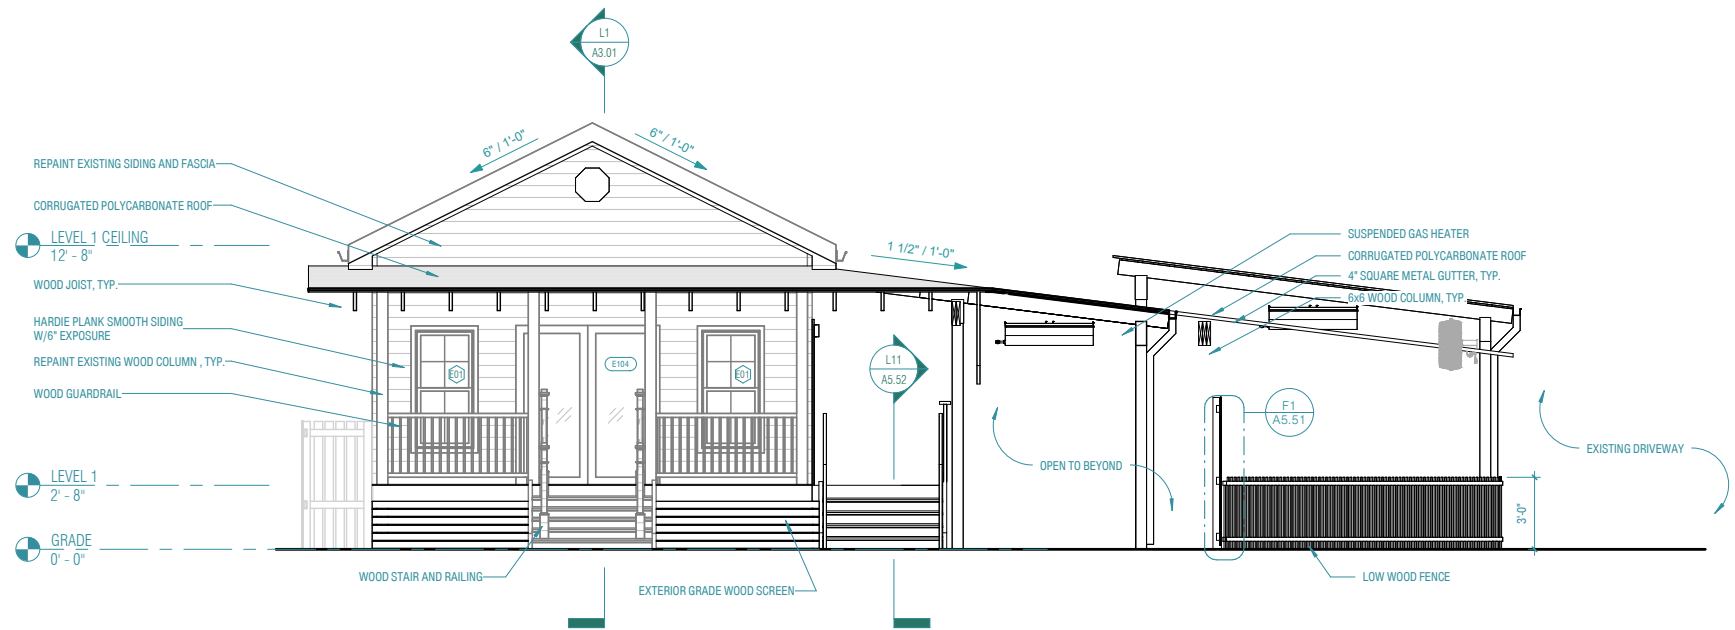 L1
A3.01
6" / 1'-0"
6" / 1'-0"
REPAINT EXISTING SIDING AND FASCIA
CORRUGATED POLYCARBONATE ROOF
LEVEL 1 CEILING
12' - 8"
WOOD JOIST, TYP.
HARDIE PLANK SMOOTH SIDING
W/6" EXPOSURE
REPAINT EXISTING WOOD COLUMN , TYP.
WOOD GUARDRAIL
LEVEL 1
2' - 8"
GRADE
0' - 0"
E01
E104
E01
1 1/2" / 1'-0"
L11
A5.52
SUSPENDED GAS HEATER
CORRUGATED POLYCARBONATE ROOF
4" SQUARE METAL GUTTER, TYP.
6x6 WOOD COLUMN, TYP.
F1
A5.51
OPEN TO BEYOND
EXISTING DRIVEWAY
3'-0"
WOOD STAIR AND RAILING
EXTERIOR GRADE WOOD SCREEN
LOW WOOD FENCE